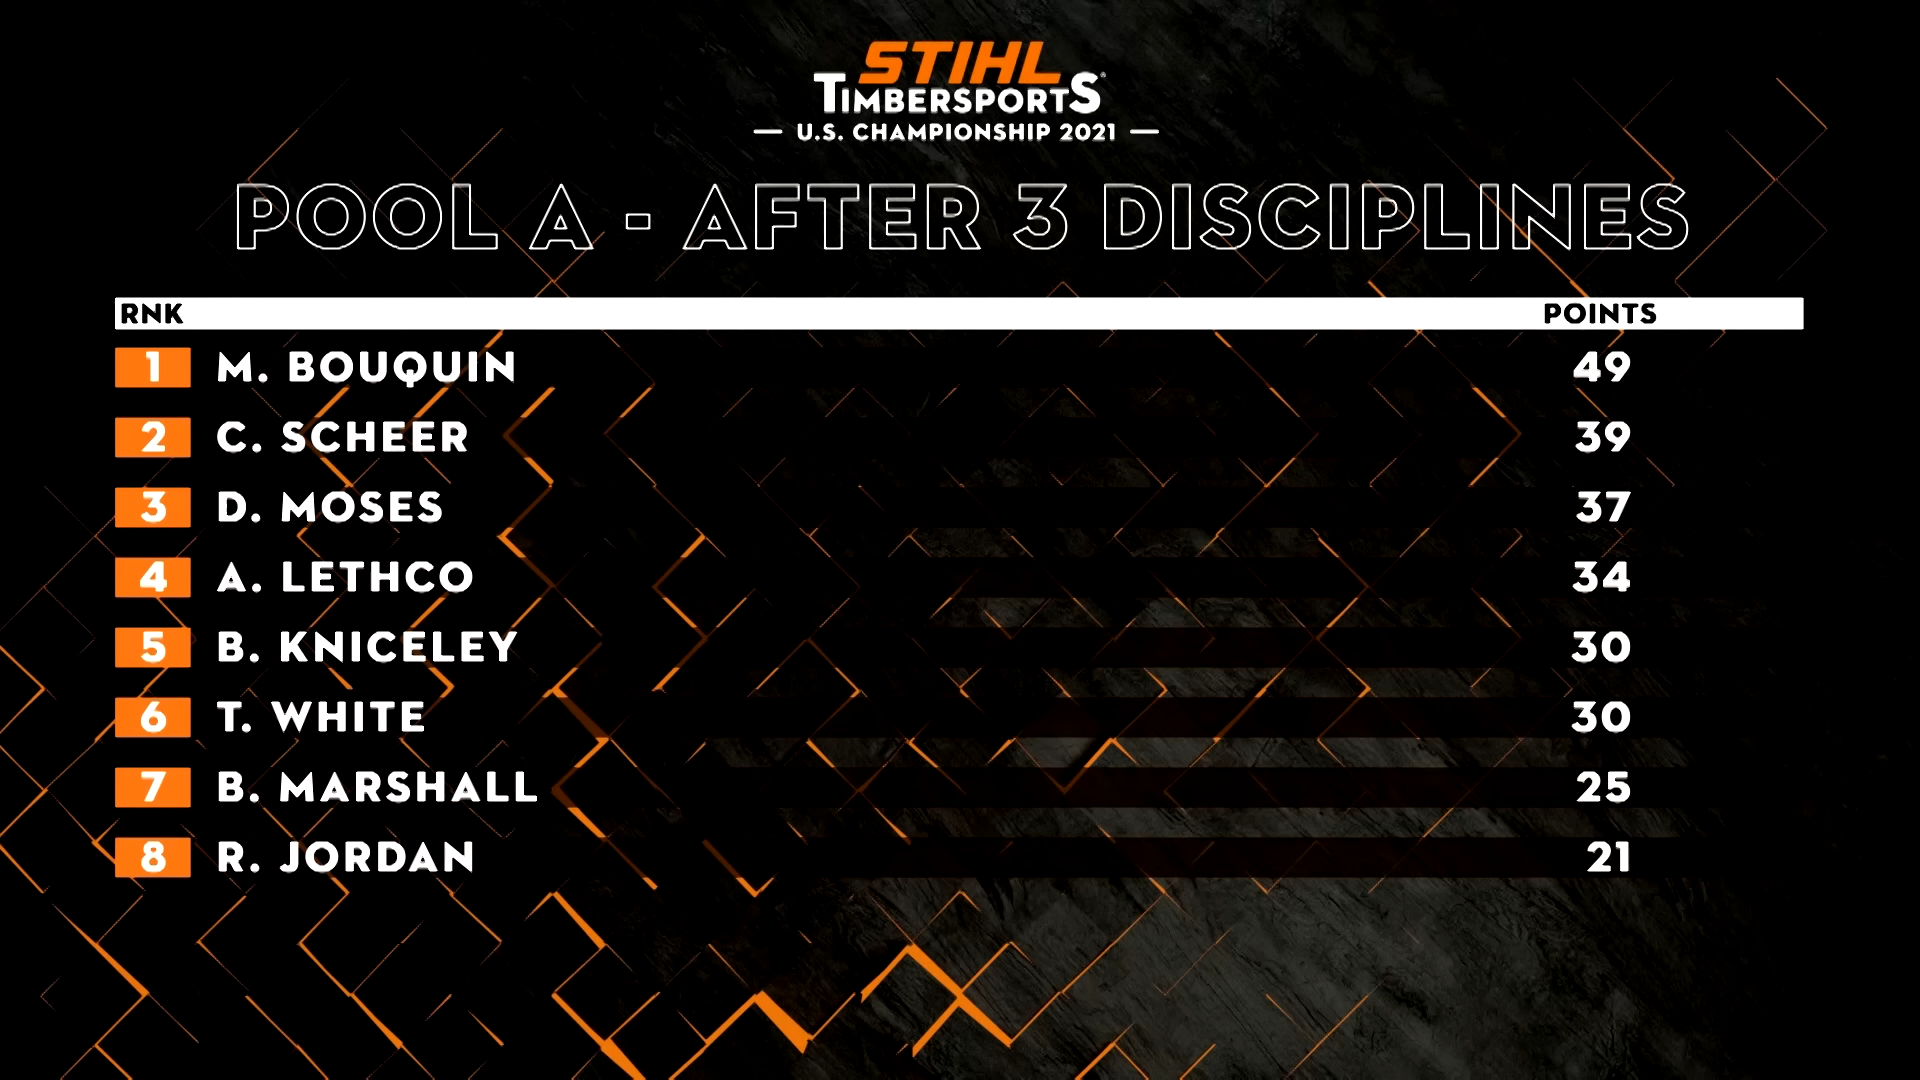 STIHL
TIMBERSPORTS®
— U.S. CHAMPIONSHIP 2021 —
POOL A - AFTER 3 DISCIPLINES
RNK POINTS
1 M. BOUQUIN 49
2 C. SCHEER 39
3 D. MOSES 37
4 A. LETHCO 34
5 B. KNICELEY 30
6 T. WHITE 30
7 B. MARSHALL 25
8 R. JORDAN 21